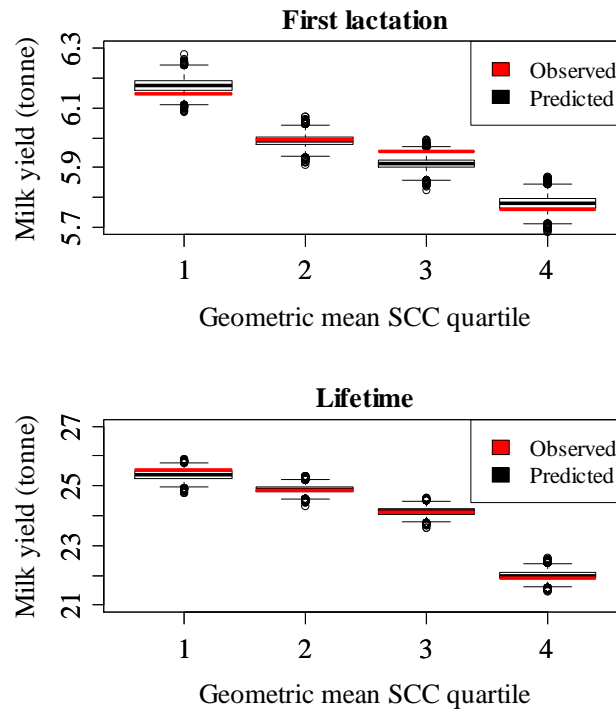 First lactation
Milk yield (tonne)
6.3
6.1
5.9
5.7
Observed
Predicted
1 2 3 4
Geometric mean SCC quartile
Lifetime
Milk yield (tonne)
27
25
23
21
Observed
Predicted
1 2 3 4
Geometric mean SCC quartile